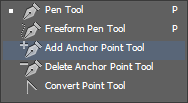 Pen Tool P
Freeform Pen Tool P
Add Anchor Point Tool
Delete Anchor Point Tool
Convert Point Tool